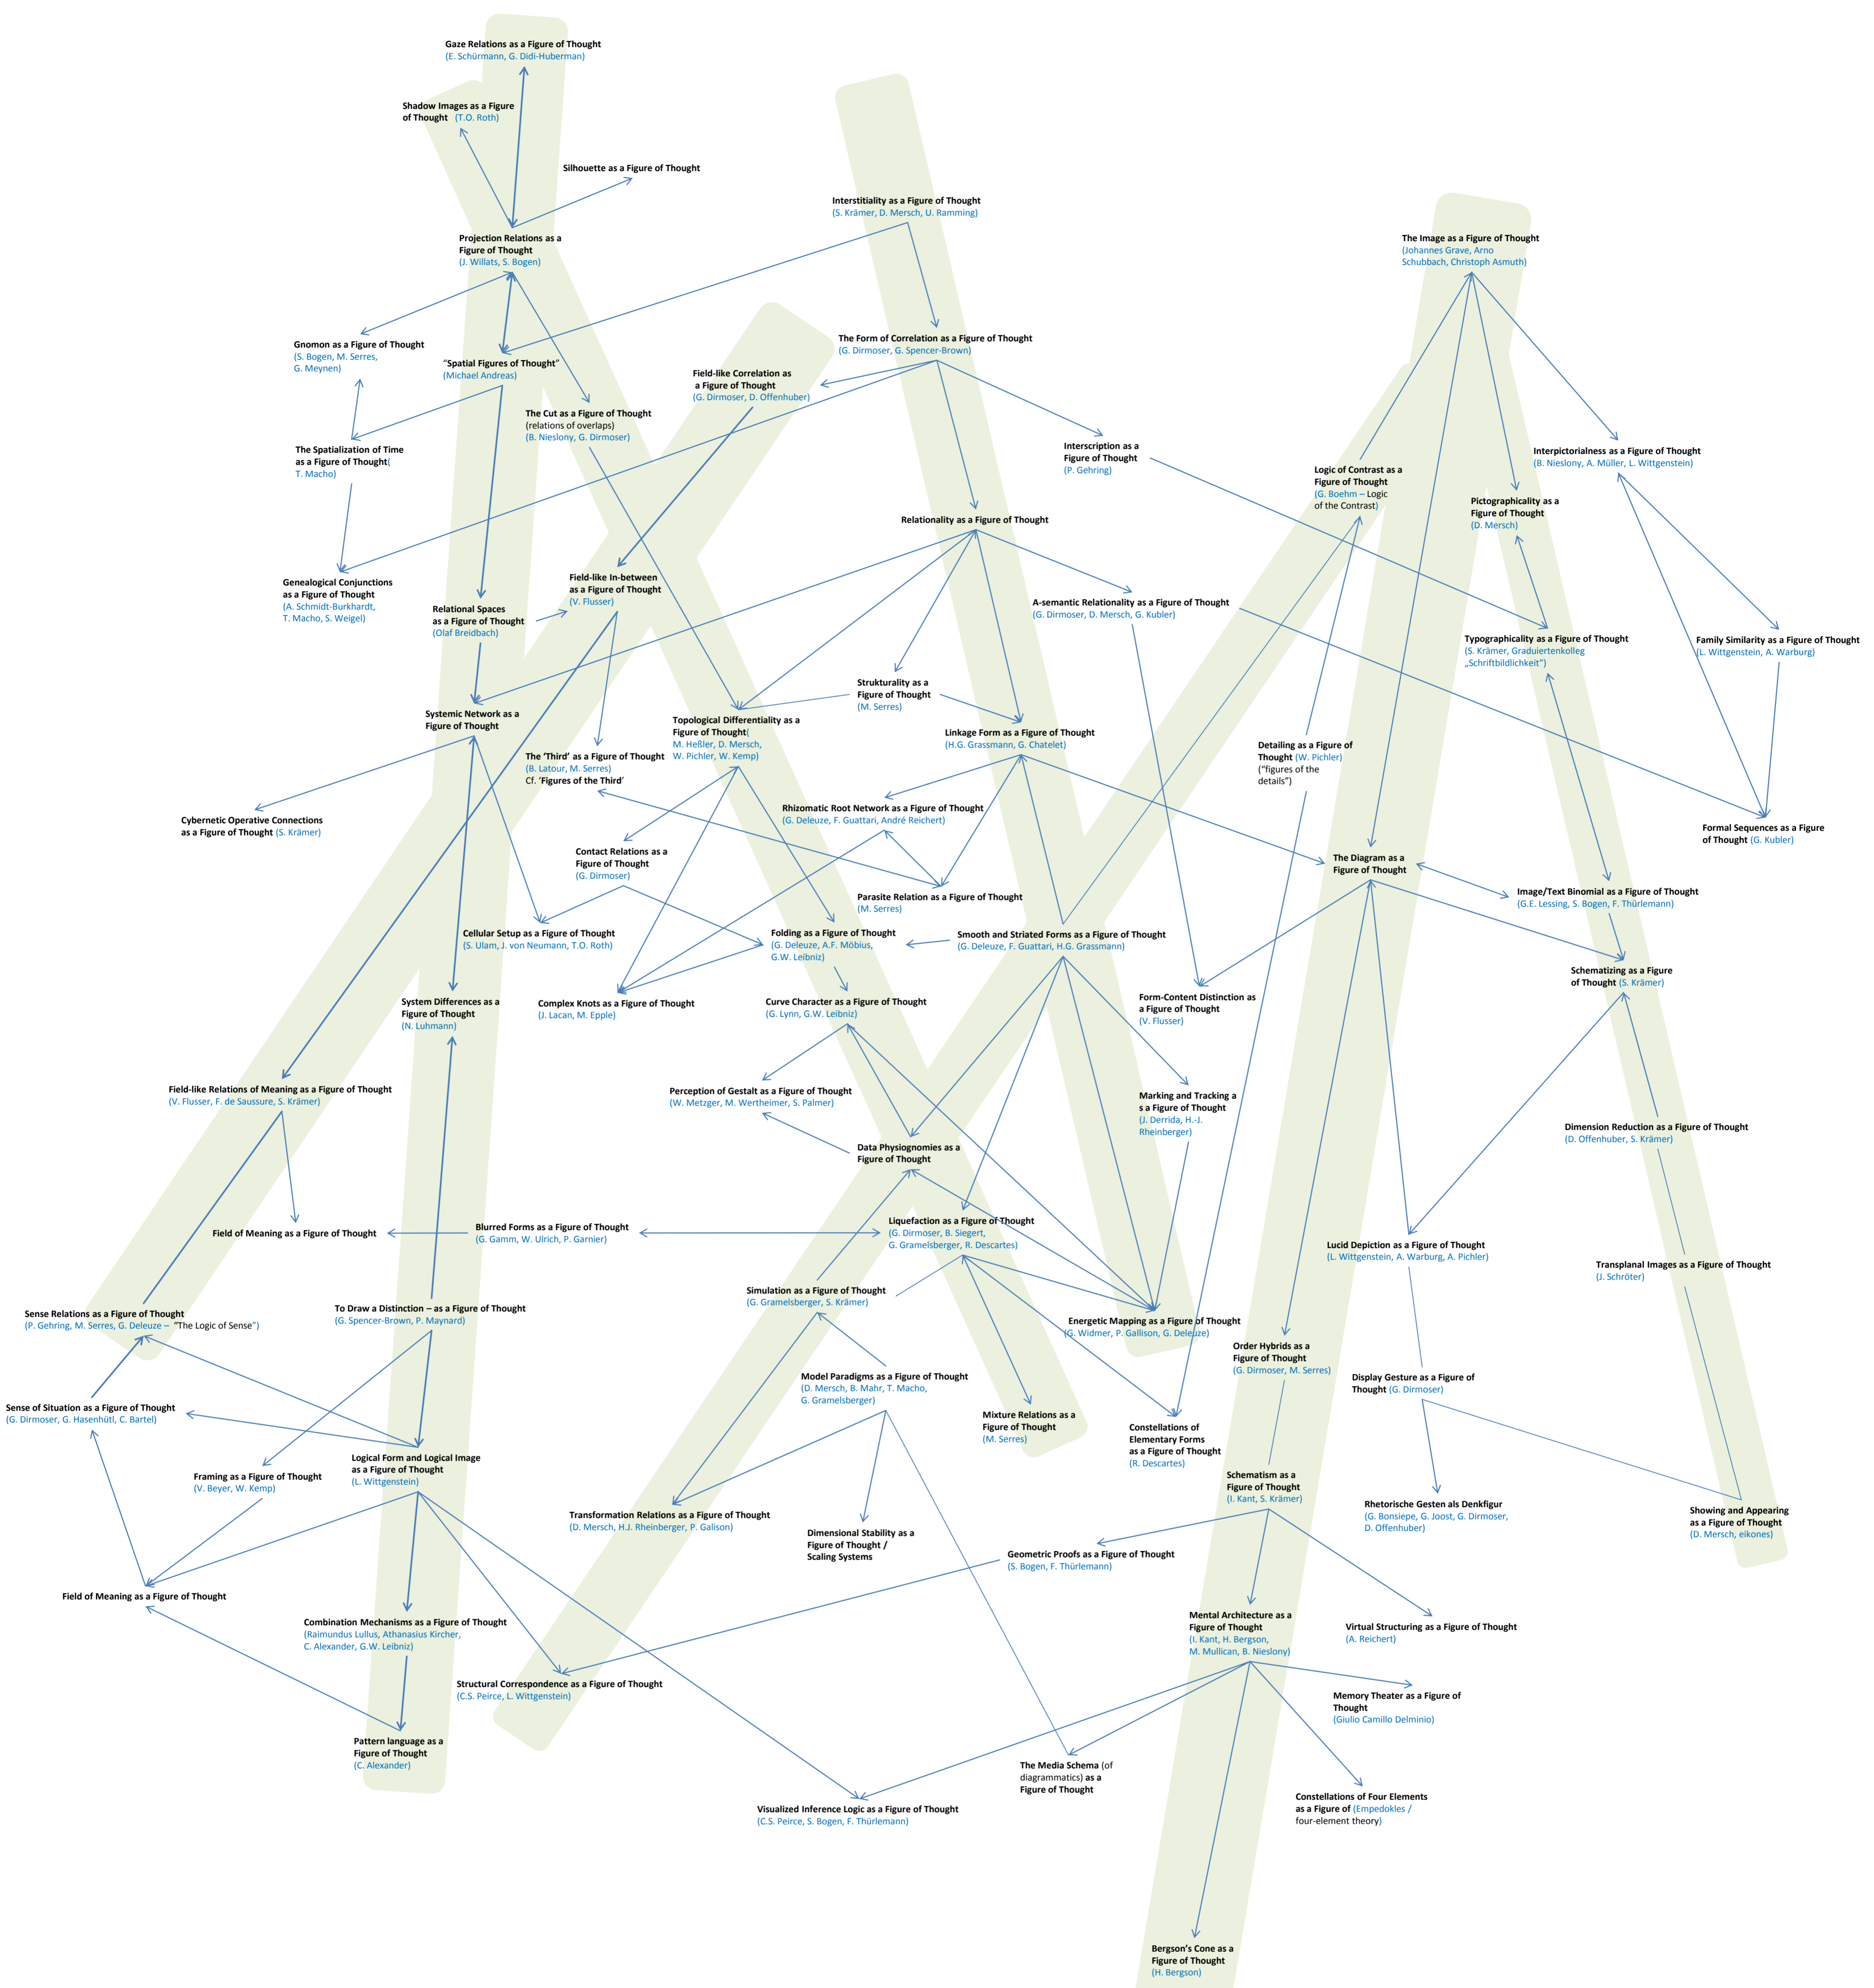 Gaze Relations as a Figure of Thought
(E. Schürmann, G. Didi-Huberman)
Shadow Images as a Figure
of Thought (T.O. Roth)
Silhouette as a Figure of Thought
Interstitiality as a Figure of Thought
(S. Krämer, D. Mersch, U. Ramming)
Projection Relations as a
Figure of Thought
(J. Willats, S. Bogen)
The Image as a Figure of Thought
(Johannes Grave, Arno
Schubbach, Christoph Asmuth)
Gnomon as a Figure of Thought
(S. Bogen, M. Serres,
G. Meynen)
“Spatial Figures of Thought”
(Michael Andreas)
The Form of Correlation as a Figure of Thought
(G. Dirmoser, G. Spencer-Brown)
Field-like Correlation as
a Figure of Thought
(G. Dirmoser, D. Offenhuber)
The Cut as a Figure of Thought
(relations of overlaps)
(B. Nieslony, G. Dirmoser)
The Spatialization of Time
as a Figure of Thought(
T. Macho)
Interscription as a
Figure of Thought
(P. Gehring)
Logic of Contrast as a
Figure of Thought
(G. Boehm – Logic
of the Contrast)
Interpictorialness as a Figure of Thought
(B. Nieslony, A. Müller, L. Wittgenstein)
Pictographicality as a
Figure of Thought
(D. Mersch)
Relationality as a Figure of Thought
Genealogical Conjunctions
as a Figure of Thought
(A. Schmidt-Burkhardt,
T. Macho, S. Weigel)
Field-like In-between
as a Figure of Thought
(V. Flusser)
Relational Spaces
as a Figure of Thought
(Olaf Breidbach)
A-semantic Relationality as a Figure of Thought
(G. Dirmoser, D. Mersch, G. Kubler)
Typographicality as a Figure of Thought
(S. Krämer, Graduiertenkolleg
„Schriftbildlichkeit“)
Family Similarity as a Figure of Thought
(L. Wittgenstein, A. Warburg)
Strukturality as a
Figure of Thought
(M. Serres)
Systemic Network as a
Figure of Thought
Topological Differentiality as a
Figure of Thought(
M. Heßler, D. Mersch,
W. Pichler, W. Kemp)
Linkage Form as a Figure of Thought
(H.G. Grassmann, G. Chatelet)
The ‘Third’ as a Figure of Thought
(B. Latour, M. Serres)
Cf. ‘Figures of the Third’
Detailing as a Figure of
Thought (W. Pichler)
(“figures of the
details”)
Rhizomatic Root Network as a Figure of Thought
(G. Deleuze, F. Guattari, André Reichert)
Cybernetic Operative Connections
as a Figure of Thought (S. Krämer)
Formal Sequences as a Figure
of Thought (G. Kubler)
Contact Relations as a
Figure of Thought
(G. Dirmoser)
The Diagram as a
Figure of Thought
Parasite Relation as a Figure of Thought
(M. Serres)
Image/Text Binomial as a Figure of Thought
(G.E. Lessing, S. Bogen, F. Thürlemann)
Cellular Setup as a Figure of Thought
(S. Ulam, J. von Neumann, T.O. Roth)
Folding as a Figure of Thought
(G. Deleuze, A.F. Möbius,
G.W. Leibniz)
Smooth and Striated Forms as a Figure of Thought
(G. Deleuze, F. Guattari, H.G. Grassmann)
Schematizing as a Figure
of Thought (S. Krämer)
System Differences as a
Figure of Thought
(N. Luhmann)
Complex Knots as a Figure of Thought
(J. Lacan, M. Epple)
Curve Character as a Figure of Thought
(G. Lynn, G.W. Leibniz)
Form-Content Distinction as
a Figure of Thought
(V. Flusser)
Field-like Relations of Meaning as a Figure of Thought
(V. Flusser, F. de Saussure, S. Krämer)
Perception of Gestalt as a Figure of Thought
(W. Metzger, M. Wertheimer, S. Palmer)
Marking and Tracking a
s a Figure of Thought
(J. Derrida, H.-J.
Rheinberger)
Dimension Reduction as a Figure of Thought
(D. Offenhuber, S. Krämer)
Data Physiognomies as a
Figure of Thought
Field of Meaning as a Figure of Thought
Blurred Forms as a Figure of Thought
(G. Gamm, W. Ulrich, P. Garnier)
Liquefaction as a Figure of Thought
(G. Dirmoser, B. Siegert,
G. Gramelsberger, R. Descartes)
Lucid Depiction as a Figure of Thought
(L. Wittgenstein, A. Warburg, A. Pichler)
Transplanal Images as a Figure of Thought
(J. Schröter)
Simulation as a Figure of Thought
(G. Gramelsberger, S. Krämer)
Sense Relations as a Figure of Thought
(P. Gehring, M. Serres, G. Deleuze – “The Logic of Sense”)
To Draw a Distinction – as a Figure of Thought
(G. Spencer-Brown, P. Maynard)
Energetic Mapping as a Figure of Thought
(G. Widmer, P. Gallison, G. Deleuze)
Order Hybrids as a
Figure of Thought
(G. Dirmoser, M. Serres)
Model Paradigms as a Figure of Thought
(D. Mersch, B. Mahr, T. Macho,
G. Gramelsberger)
Display Gesture as a Figure of
Thought (G. Dirmoser)
Sense of Situation as a Figure of Thought
(G. Dirmoser, G. Hasenhütl, C. Bartel)
Mixture Relations as a
Figure of Thought
(M. Serres)
Constellations of
Elementary Forms
as a Figure of Thought
(R. Descartes)
Logical Form and Logical Image
as a Figure of Thought
(L. Wittgenstein)
Framing as a Figure of Thought
(V. Beyer, W. Kemp)
Schematism as a
Figure of Thought
(I. Kant, S. Krämer)
Rhetorische Gesten als Denkfigur
(G. Bonsiepe, G. Joost, G. Dirmoser,
D. Offenhuber)
Showing and Appearing
as a Figure of Thought
(D. Mersch, eikones)
Transformation Relations as a Figure of Thought
(D. Mersch, H.J. Rheinberger, P. Galison)
Dimensional Stability as a
Figure of Thought /
Scaling Systems
Geometric Proofs as a Figure of Thought
(S. Bogen, F. Thürlemann)
Field of Meaning as a Figure of Thought
Combination Mechanisms as a Figure of Thought
(Raimundus Lullus, Athanasius Kircher,
C. Alexander, G.W. Leibniz)
Mental Architecture as a
Figure of Thought
(I. Kant, H. Bergson,
M. Mullican, B. Nieslony)
Virtual Structuring as a Figure of Thought
(A. Reichert)
Structural Correspondence as a Figure of Thought
(C.S. Peirce, L. Wittgenstein)
Memory Theater as a Figure of
Thought
(Giulio Camillo Delminio)
Pattern language as a
Figure of Thought
(C. Alexander)
The Media Schema (of
diagrammatics) as a
Figure of Thought
Constellations of Four Elements
as a Figure of (Empedokles /
four-element theory)
Visualized Inference Logic as a Figure of Thought
(C.S. Peirce, S. Bogen, F. Thürlemann)
Bergson’s Cone as a
Figure of Thought
(H. Bergson)